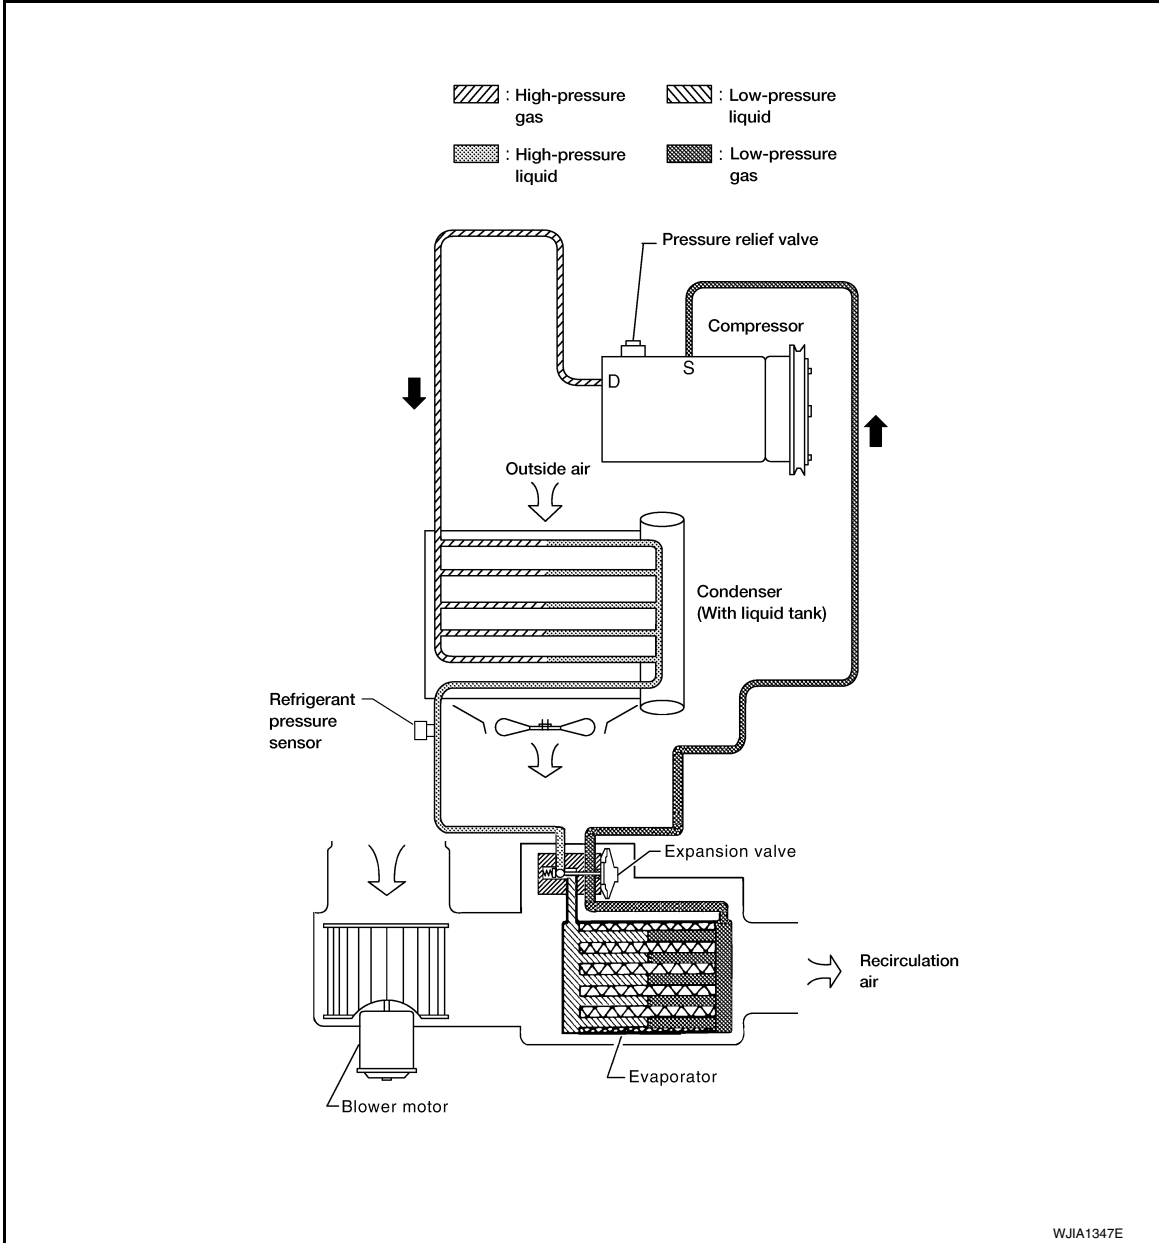 : High-pressure
gas
: Low-pressure
liquid
: High-pressure
liquid
: Low-pressure
gas
Pressure relief valve
Compressor
S
D
Outside air
Condenser
(With liquid tank)
Refrigerant
pressure
sensor
Expansion valve
Recirculation
air
Evaporator
Blower motor
WJIA1347E